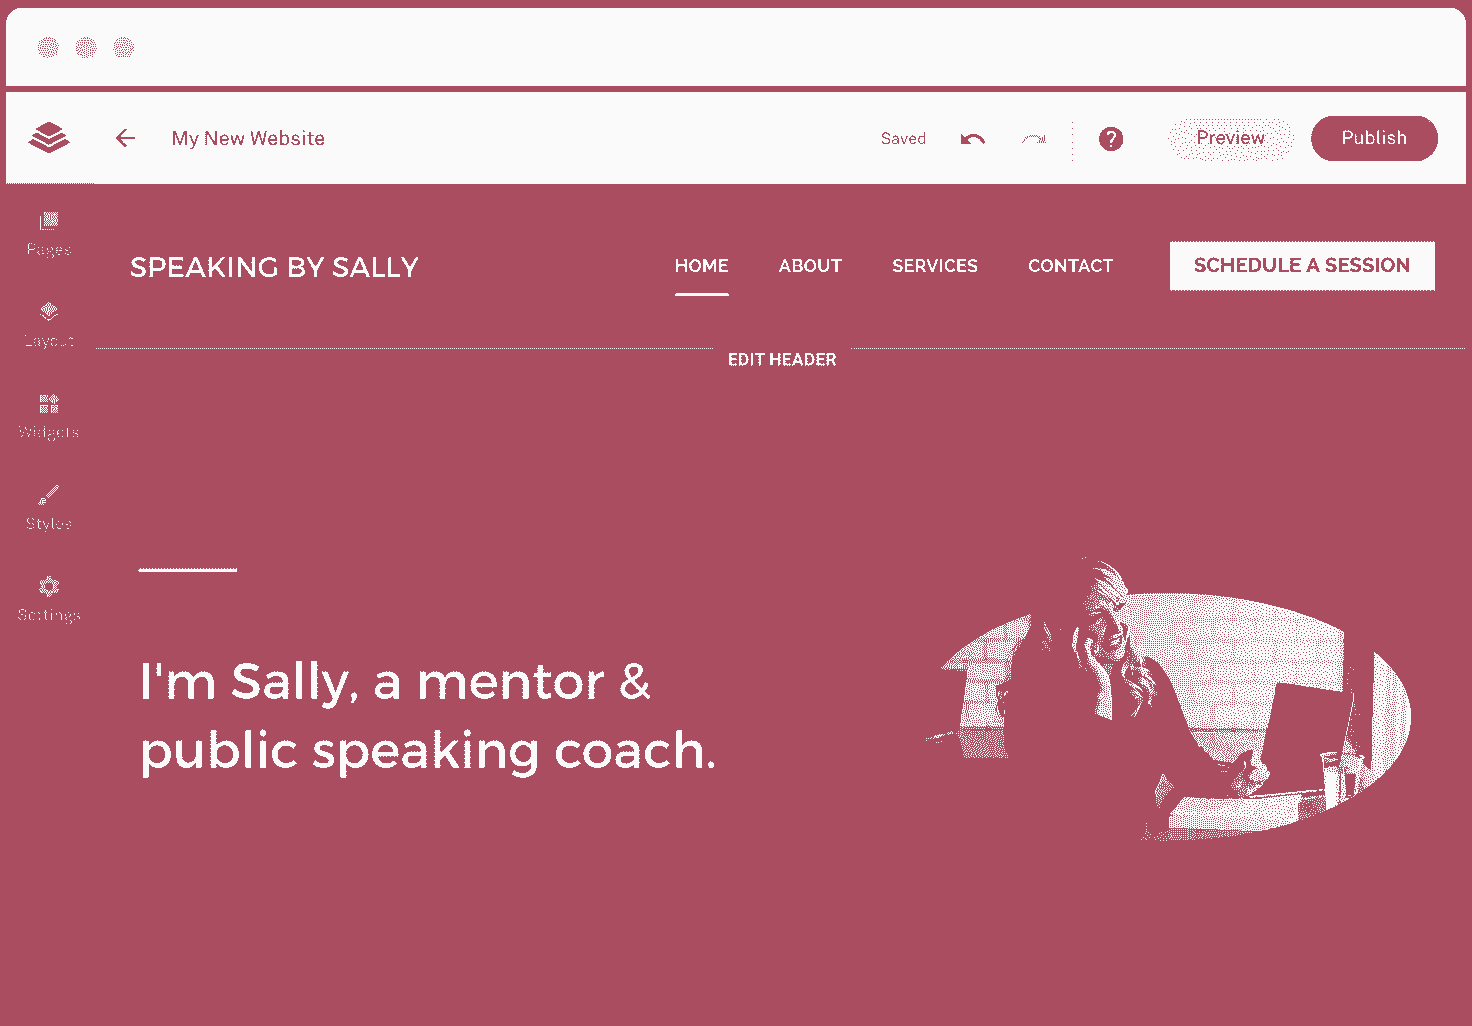 My New Website
Saved
?
Preview
Publish
Pages
Layout
Widgets
Styles
Settings
SPEAKING BY SALLY
HOME
ABOUT
SERVICES
CONTACT
SCHEDULE A SESSION
EDIT HEADER
I'm Sally, a mentor &
public speaking coach.